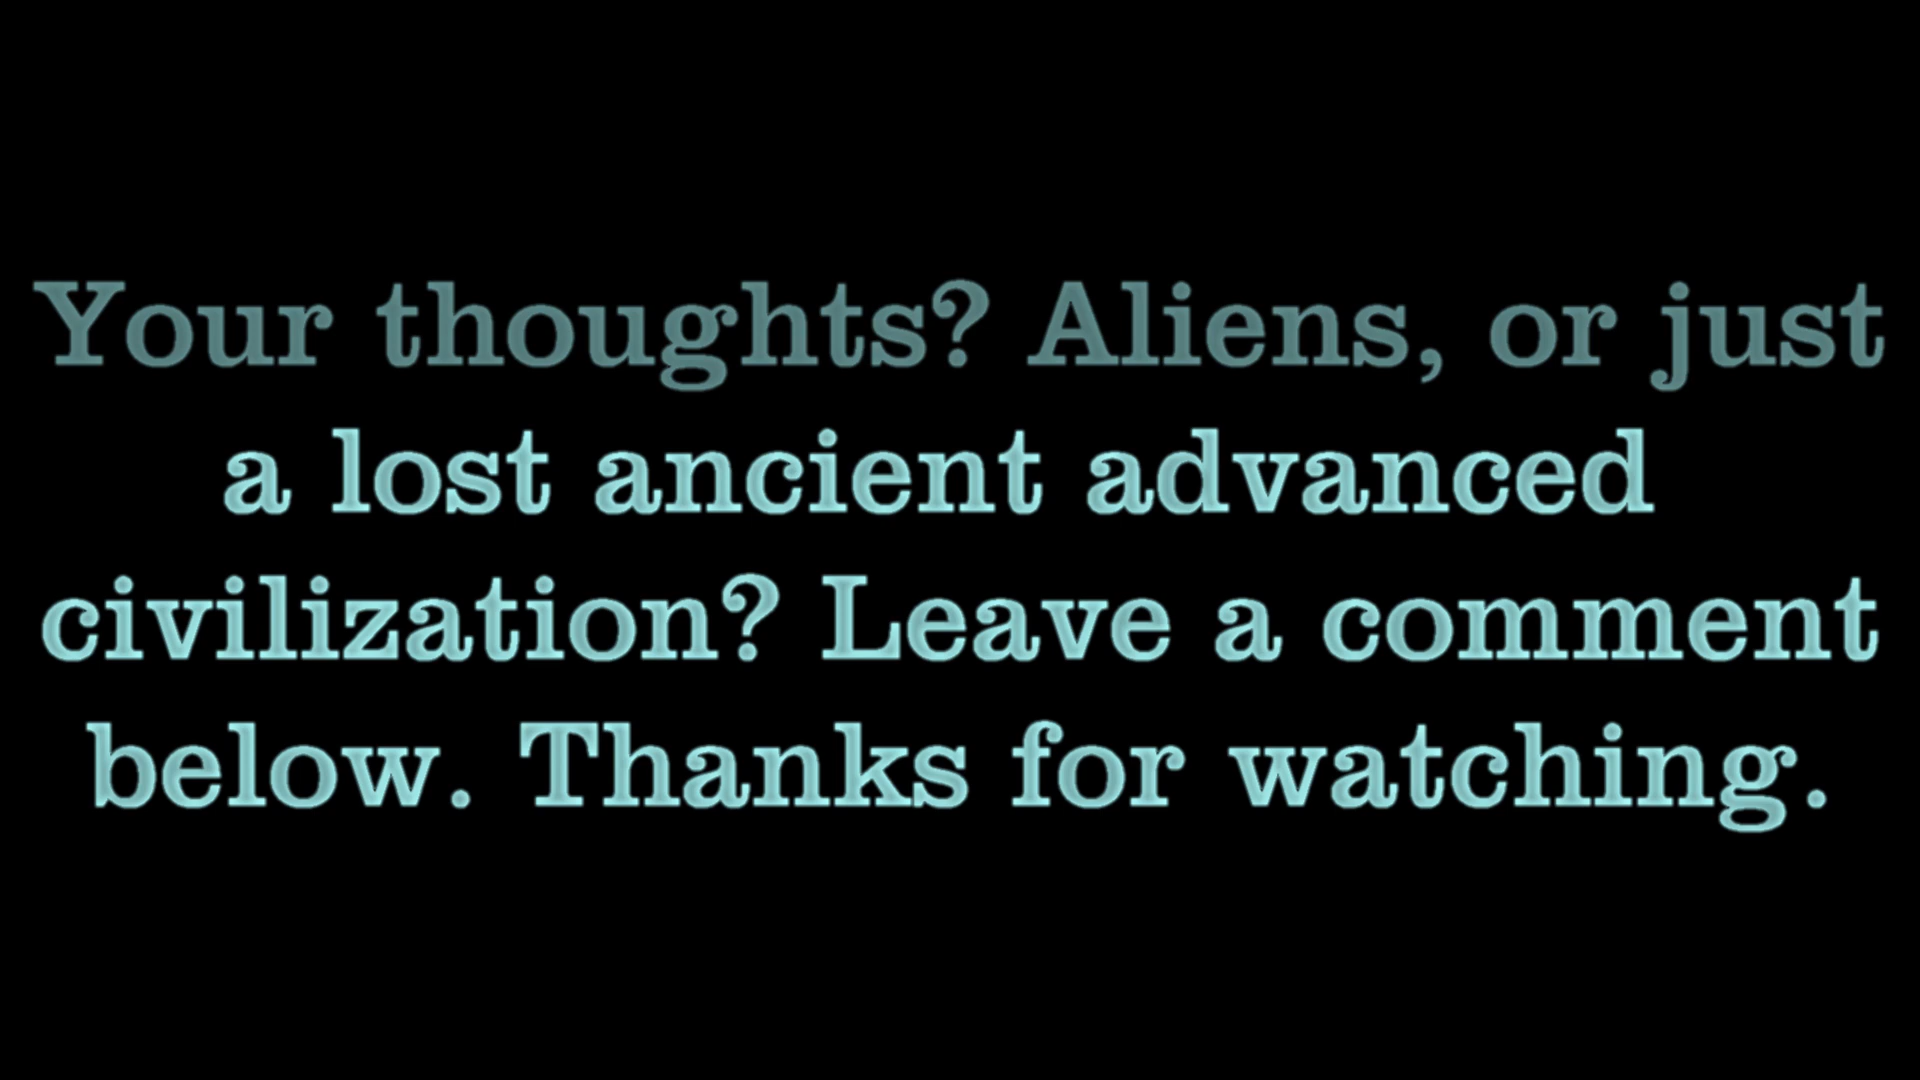 Your thoughts? Aliens, or just
a lost ancient advanced
civilization? Leave a comment
below. Thanks for watching.